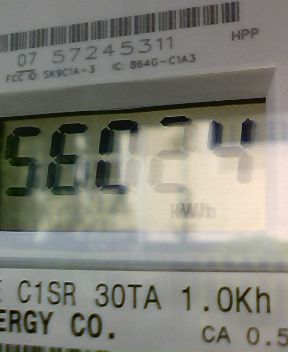 07 57245311 HPP
FCC ID: SK9C1A-3 IC: 864G-C1A3
56024
kWh
C1SR 30TA 1.0Kh
ERGY CO. CA 0.5